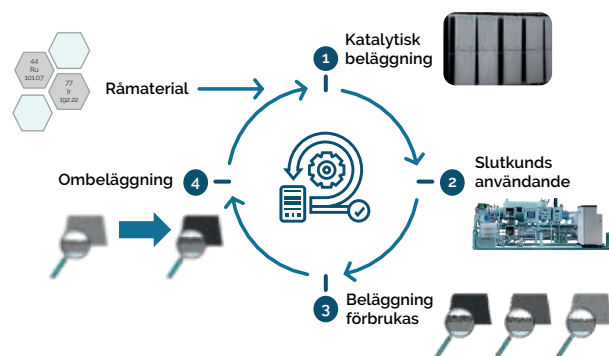 1
Katalytisk
beläggning
44
Ru
101.07
77
Ir
192.22
Råmaterial
Ombeläggning
4
2
Slutkunds
användande
3
Beläggning
förbrukas